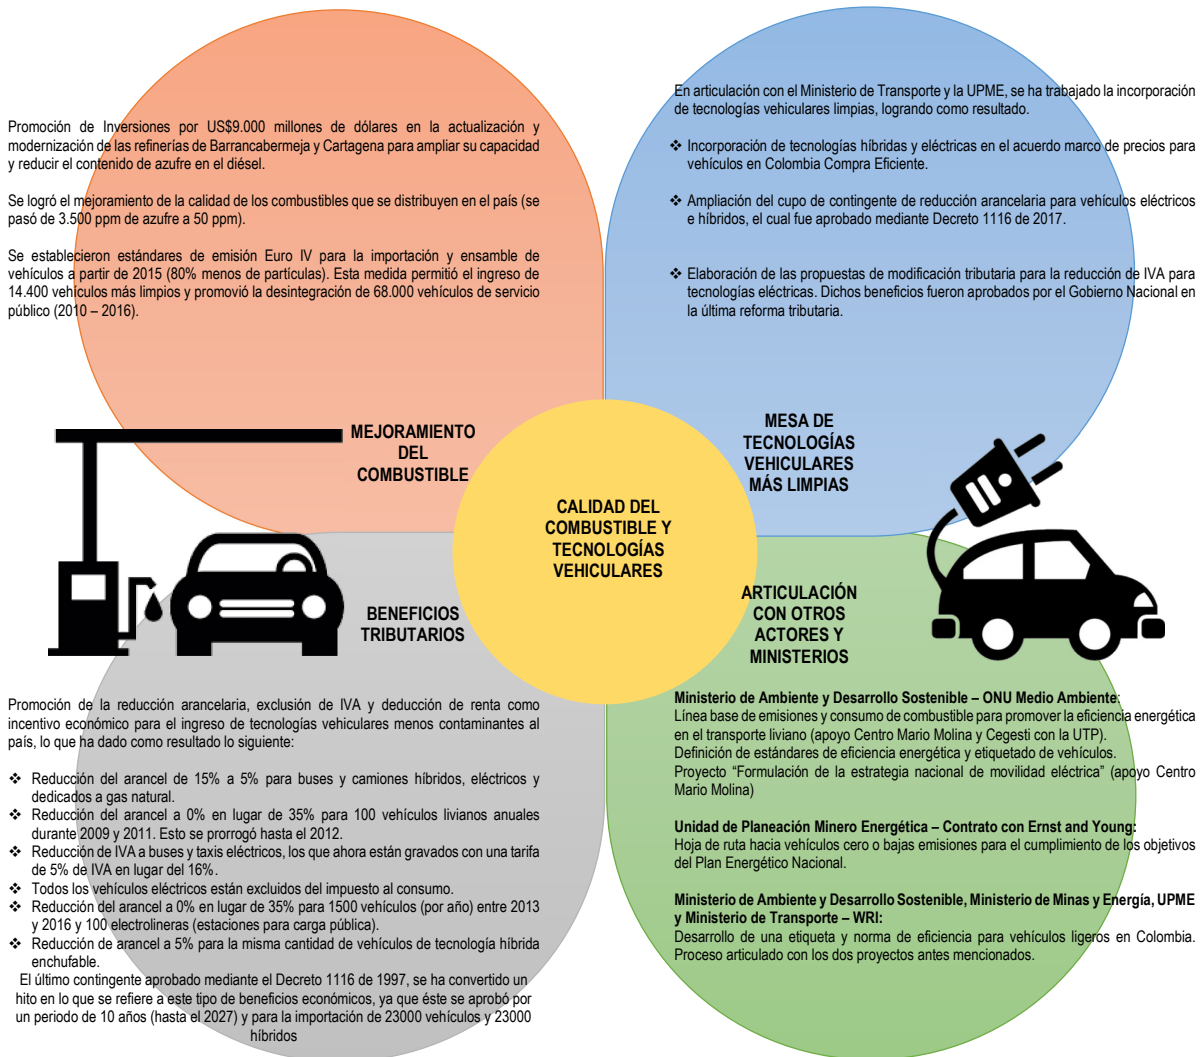 Promoción de Inversiones por US$9.000 millones de dólares en la actualización y
modernización de las refinerías de Barrancabermeja y Cartagena para ampliar su capacidad
y reducir el contenido de azufre en el diésel.
Se logró el mejoramiento de la calidad de los combustibles que se distribuyen en el país (se
pasó de 3.500 ppm de azufre a 50 ppm).
Se establecieron estándares de emisión Euro IV para la importación y ensamble de
vehículos a partir de 2015 (80% menos de partículas). Esta medida permitió el ingreso de
14.400 vehículos más limpios y promovió la desintegración de 68.000 vehículos de servicio
público (2010 – 2016).
MEJORAMIENTO
DEL
COMBUSTIBLE
En articulación con el Ministerio de Transporte y la UPME, se ha trabajado la incorporación
de tecnologías vehiculares limpias, logrando como resultado.
❖ Incorporación de tecnologías híbridas y eléctricas en el acuerdo marco de precios para
vehículos en Colombia Compra Eficiente.
❖ Ampliación del cupo de contingente de reducción arancelaria para vehículos eléctricos
e híbridos, el cual fue aprobado mediante Decreto 1116 de 2017.
❖ Elaboración de las propuestas de modificación tributaria para la reducción de IVA para
tecnologías eléctricas. Dichos beneficios fueron aprobados por el Gobierno Nacional en
la última reforma tributaria.
MESA DE
TECNOLOGÍAS
VEHICULARES
MÁS LIMPIAS
CALIDAD DEL
COMBUSTIBLE Y
TECNOLOGÍAS
VEHICULARES
BENEFICIOS
TRIBUTARIOS
Promoción de la reducción arancelaria, exclusión de IVA y deducción de renta como
incentivo económico para el ingreso de tecnologías vehiculares menos contaminantes al
país, lo que ha dado como resultado lo siguiente:
❖ Reducción del arancel de 15% a 5% para buses y camiones híbridos, eléctricos y
dedicados a gas natural.
❖ Reducción del arancel a 0% en lugar de 35% para 100 vehículos livianos anuales
durante 2009 y 2011. Esto se prorrogó hasta el 2012.
❖ Reducción de IVA a buses y taxis eléctricos, los que ahora están gravados con una tarifa
de 5% de IVA en lugar del 16%.
❖ Todos los vehículos eléctricos están excluidos del impuesto al consumo.
❖ Reducción del arancel a 0% en lugar de 35% para 1500 vehículos (por año) entre 2013
y 2016 y 100 electrolineras (estaciones para carga pública).
❖ Reducción de arancel a 5% para la misma cantidad de vehículos de tecnología híbrida
enchufable.
El último contingente aprobado mediante el Decreto 1116 de 1997, se ha convertido un
hito en lo que se refiere a este tipo de beneficios económicos, ya que éste se aprobó por
un periodo de 10 años (hasta el 2027) y para la importación de 23000 vehículos y 23000
híbridos
ARTICULACIÓN
CON OTROS
ACTORES Y
MINISTERIOS
Ministerio de Ambiente y Desarrollo Sostenible – ONU Medio Ambiente:
Línea base de emisiones y consumo de combustible para promover la eficiencia energética
en el transporte liviano (apoyo Centro Mario Molina y Cegesti con la UTP).
Definición de estándares de eficiencia energética y etiquetado de vehículos.
Proyecto “Formulación de la estrategia nacional de movilidad eléctrica” (apoyo Centro
Mario Molina)
Unidad de Planeación Minero Energética – Contrato con Ernst and Young:
Hoja de ruta hacia vehículos cero o bajas emisiones para el cumplimiento de los objetivos
del Plan Energético Nacional.
Ministerio de Ambiente y Desarrollo Sostenible, Ministerio de Minas y Energía, UPME
y Ministerio de Transporte – WRI:
Desarrollo de una etiqueta y norma de eficiencia para vehículos ligeros en Colombia.
Proceso articulado con los dos proyectos antes mencionados.